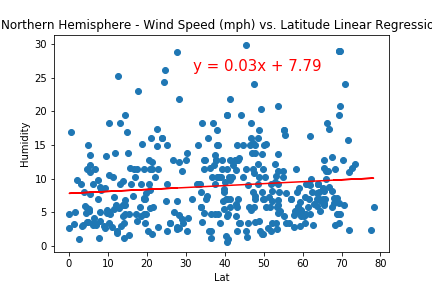 Northern Hemisphere - Wind Speed (mph) vs. Latitude Linear Regressio
y = 0.03x + 7.79
Humidity
30
25
20
15
10
5
0
0 10 20 30 40 50 60 70 80
Lat